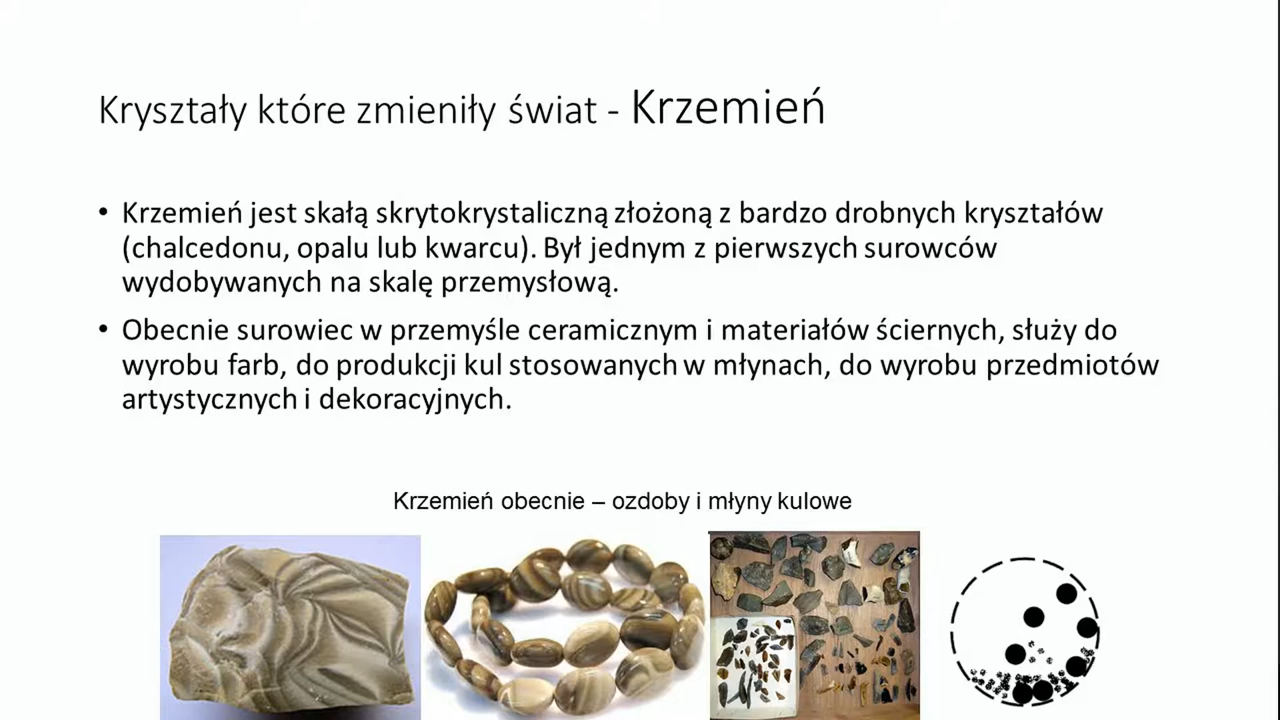 Kryształy które zmieniły świat - Krzemień
• Krzemień jest skałą skrytokrystaliczną złożoną z bardzo drobnych kryształów
(chalcedonu, opalu lub kwarcu). Był jednym z pierwszych surowców
wydobywanych na skalę przemysłową.
• Obecnie surowiec w przemyśle ceramicznym i materiałów ściernych, służy do
wyrobu farb, do produkcji kul stosowanych w młynach, do wyrobu przedmiotów
artystycznych i dekoracyjnych.
Krzemień obecnie – ozdoby i młyny kulowe